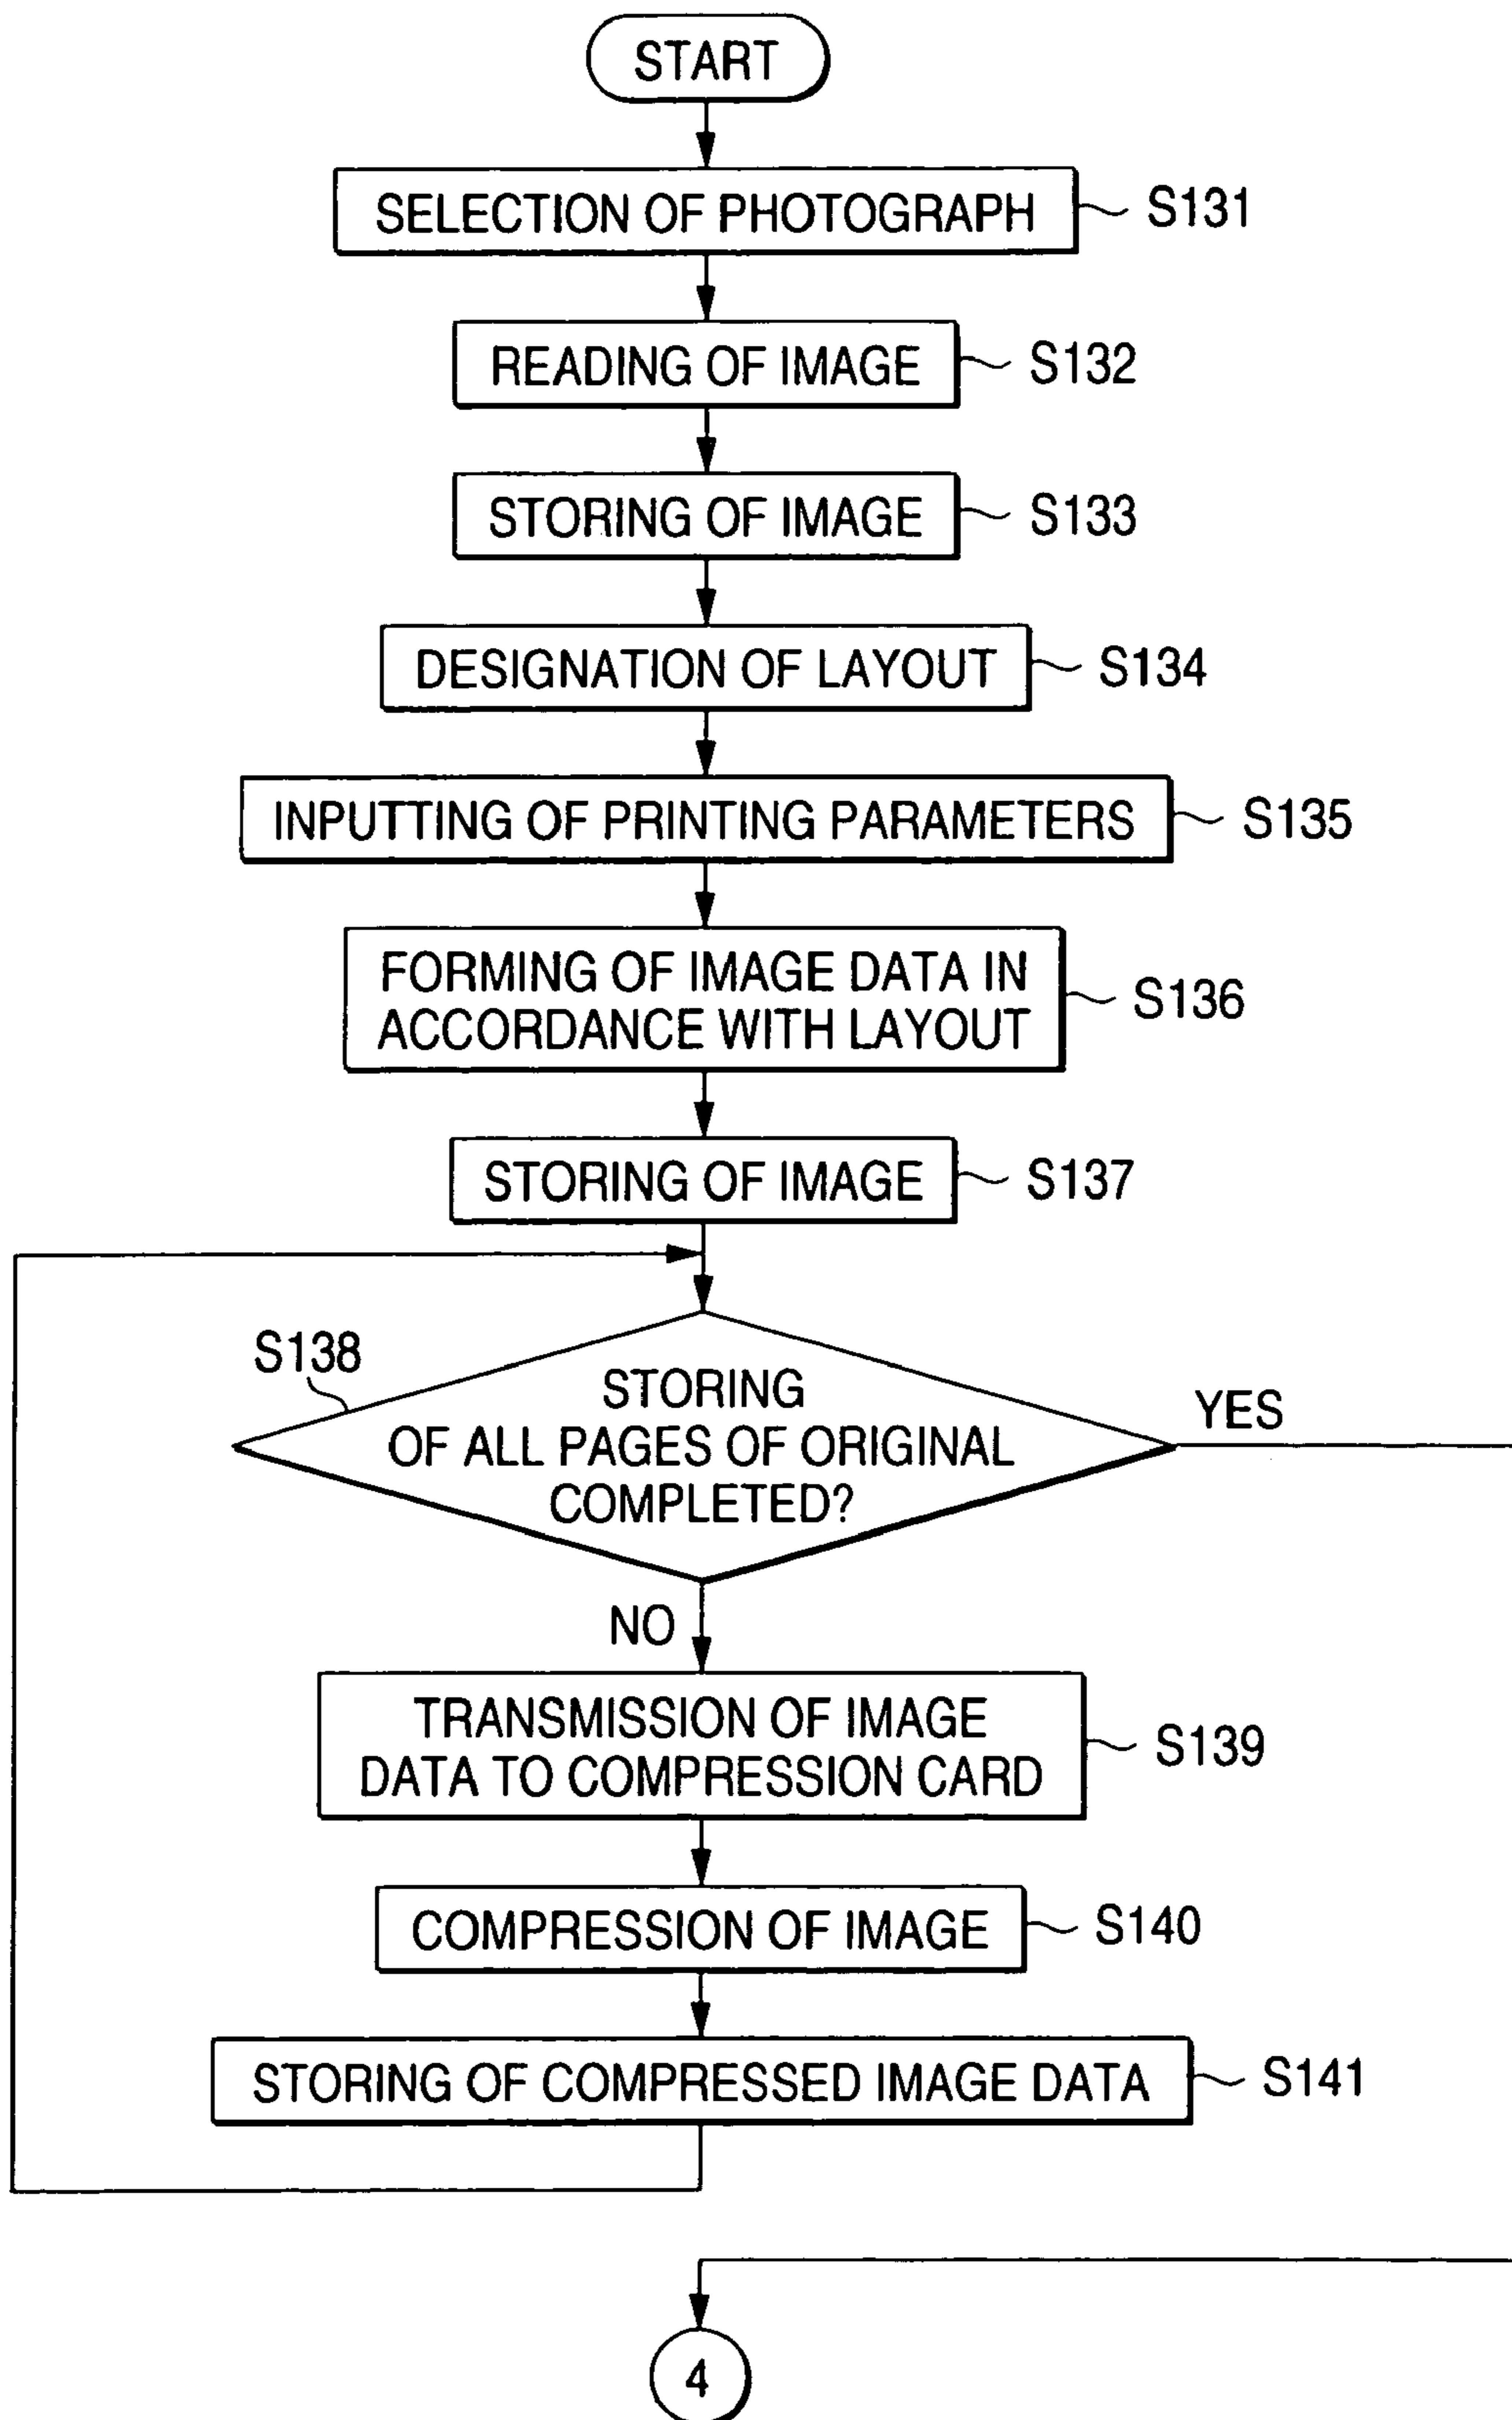 START
SELECTION OF PHOTOGRAPH
S131
READING OF IMAGE
S132
STORING OF IMAGE
S133
DESIGNATION OF LAYOUT
S134
INPUTTING OF PRINTING PARAMETERS
S135
FORMING OF IMAGE DATA IN
ACCORDANCE WITH LAYOUT
S136
STORING OF IMAGE
S137
S138
STORING
OF ALL PAGES OF ORIGINAL
COMPLETED?
YES
NO
TRANSMISSION OF IMAGE
DATA TO COMPRESSION CARD
S139
COMPRESSION OF IMAGE
S140
STORING OF COMPRESSED IMAGE DATA
S141
4